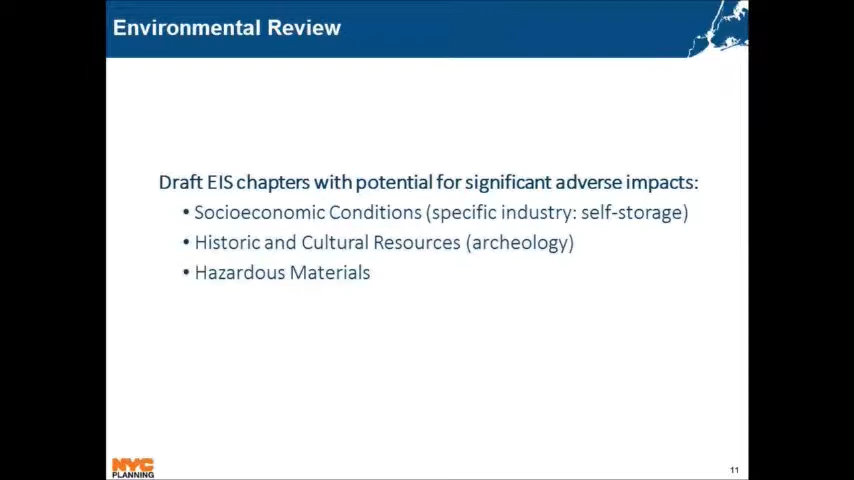 Environmental Review
Draft EIS chapters with potential for significant adverse impacts:
• Socioeconomic Conditions (specific industry: self-storage)
• Historic and Cultural Resources (archeology)
• Hazardous Materials
NYC
PLANNING
11